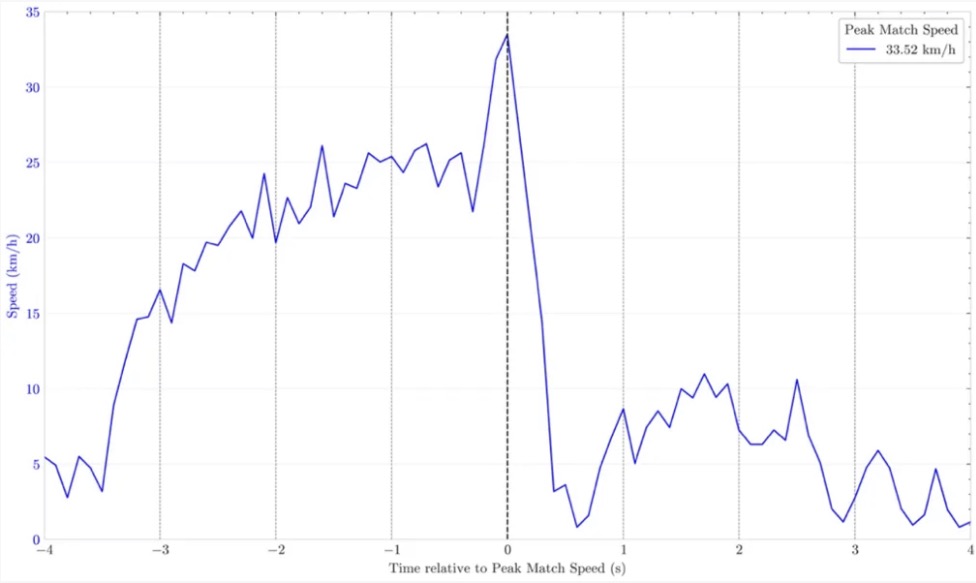 Peak Match Speed
33.52 km/h
35
30
25
20
15
10
5
0
Speed (km/h)
−4 −3 −2 −1 0 1 2 3 4
Time relative to Peak Match Speed (s)